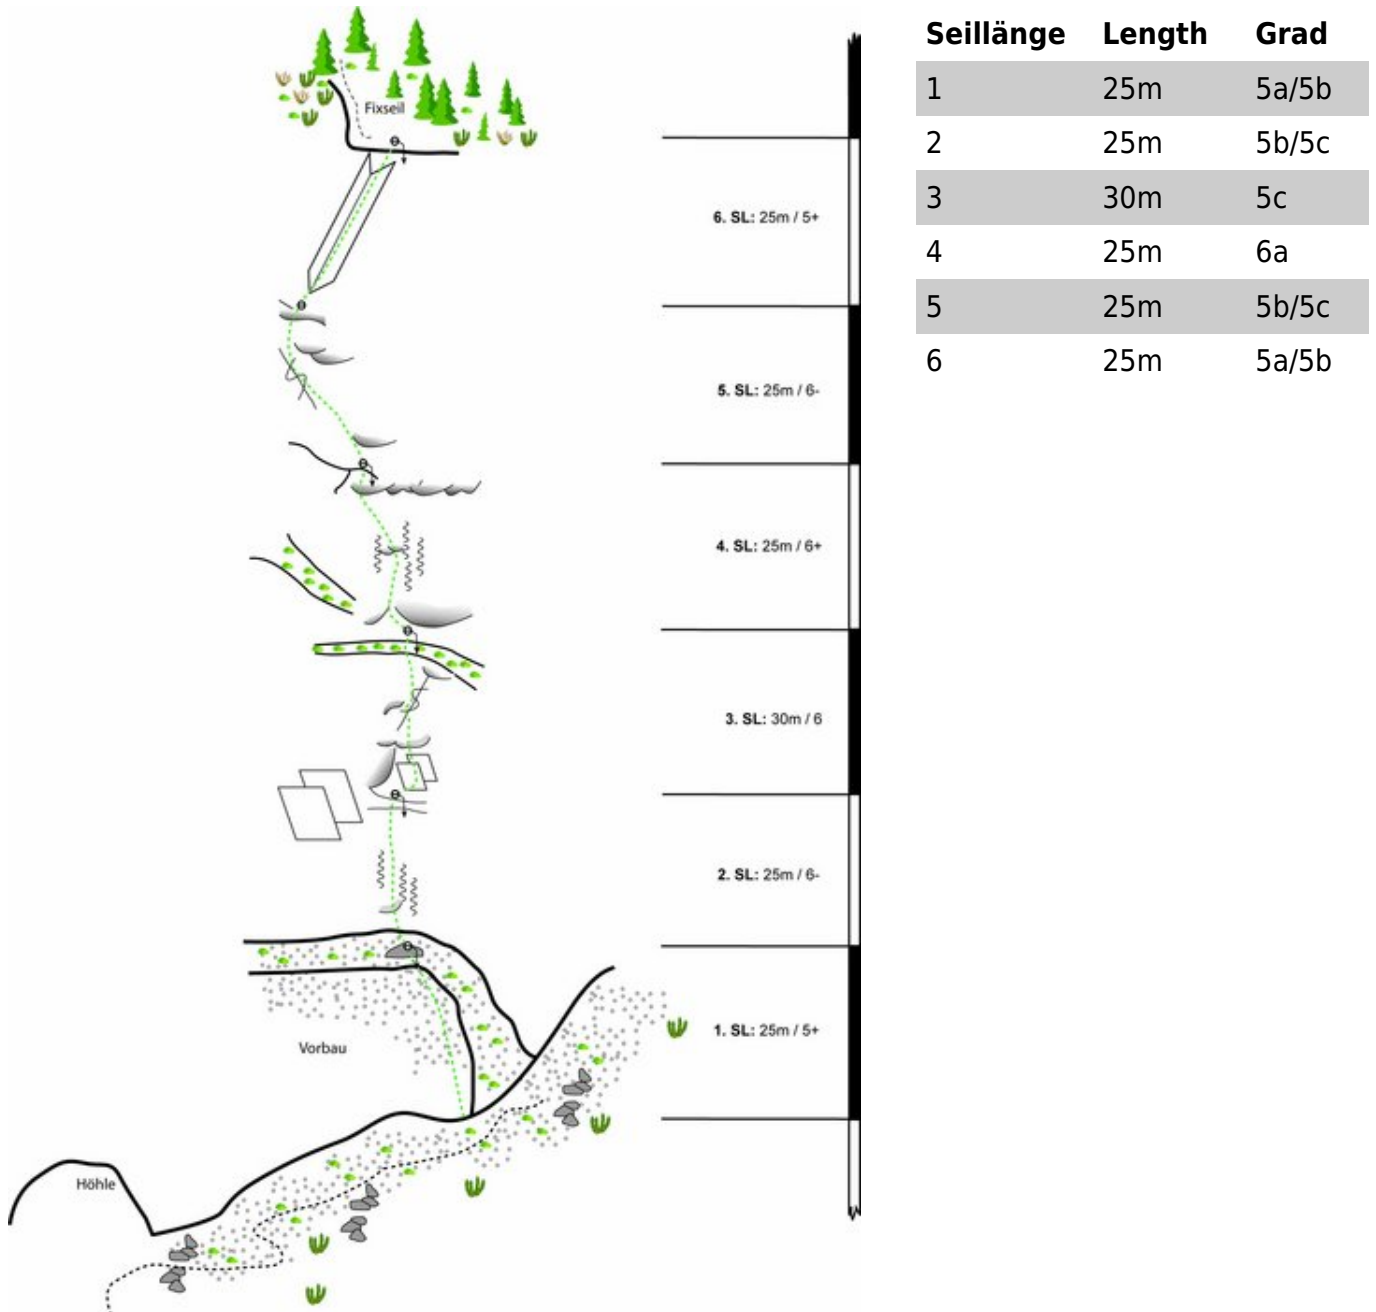 Fixseil
6. SL: 25m / 5+
5. SL: 25m / 6-
4. SL: 25m / 6+
3. SL: 30m / 6
2. SL: 25m / 6-
1. SL: 25m / 5+
Vorbau
Höhle
Seillänge Length Grad
1 25m 5a/5b
2 25m 5b/5c
3 30m 5c
4 25m 6a
5 25m 5b/5c
6 25m 5a/5b